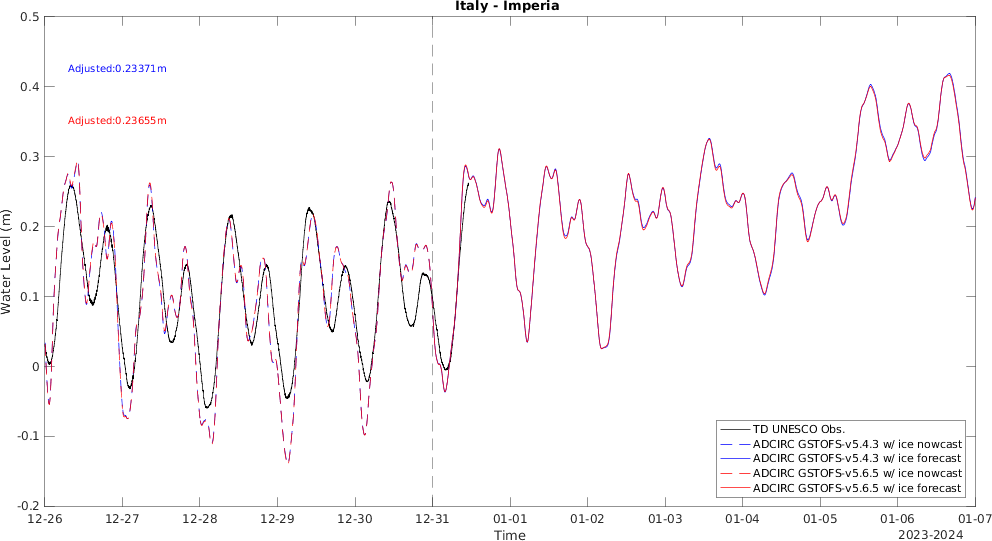 Italy - Imperia
0.5
0.4
0.3
0.2
0.1
0
-0.1
-0.2
Water Level (m)
Adjusted:0.23371m
Adjusted:0.23655m
TD UNESCO Obs.
ADCIRC GSTOFS-v5.4.3 w/ ice nowcast
ADCIRC GSTOFS-v5.4.3 w/ ice forecast
ADCIRC GSTOFS-v5.6.5 w/ ice nowcast
ADCIRC GSTOFS-v5.6.5 w/ ice forecast
12-26 12-27 12-28 12-29 12-30 12-31 01-01 01-02 01-03 01-04 01-05 01-06 01-07
Time
2023-2024